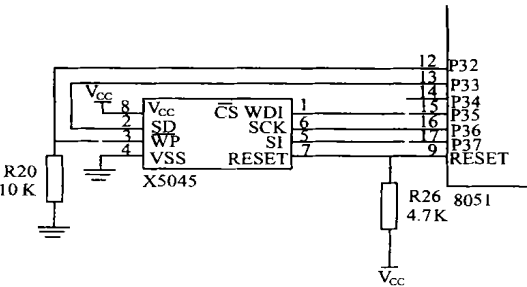 12 P32
13 P33
14 P34
15 P35
16 P36
17 P37
9 RESET
8051
V_CC
8 V_CC
2 SD
3 W̅P̅
4 VSS
C̅S̅ WDI 1
SCK 6
SI 5
RESET 7
X5045
R20
10 K
R26
4.7K
V_CC